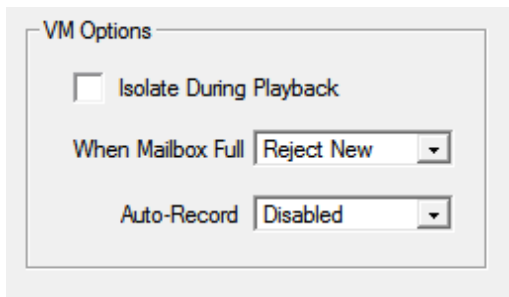 VM Options
Isolate During Playback
When Mailbox Full Reject New
Auto-Record Disabled